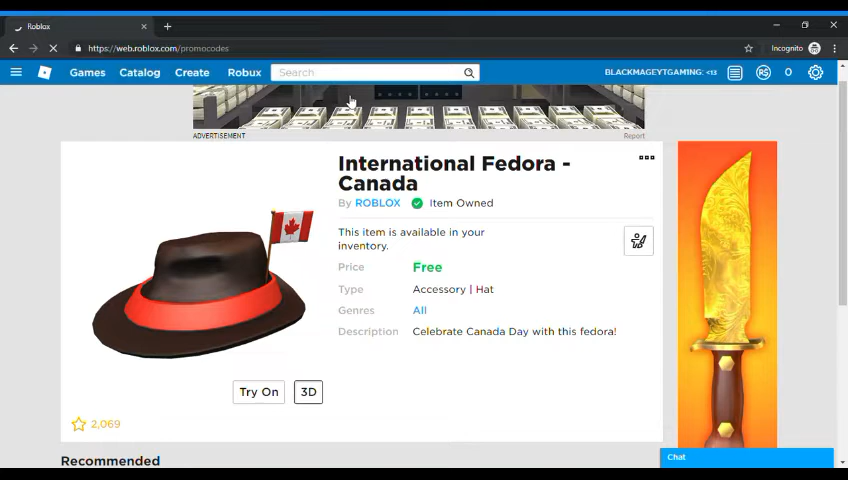 Roblox
https://web.roblox.com/promocodes
Incognito
Games Catalog Create Robux Search BLACKMAGEYTGAMING: <13 0
ADVERTISEMENT Report
International Fedora -
Canada
By ROBLOX Item Owned
This item is available in your
inventory.
Price Free
Type Accessory | Hat
Genres All
Description Celebrate Canada Day with this fedora!
Try On 3D
2,069
Recommended
Chat